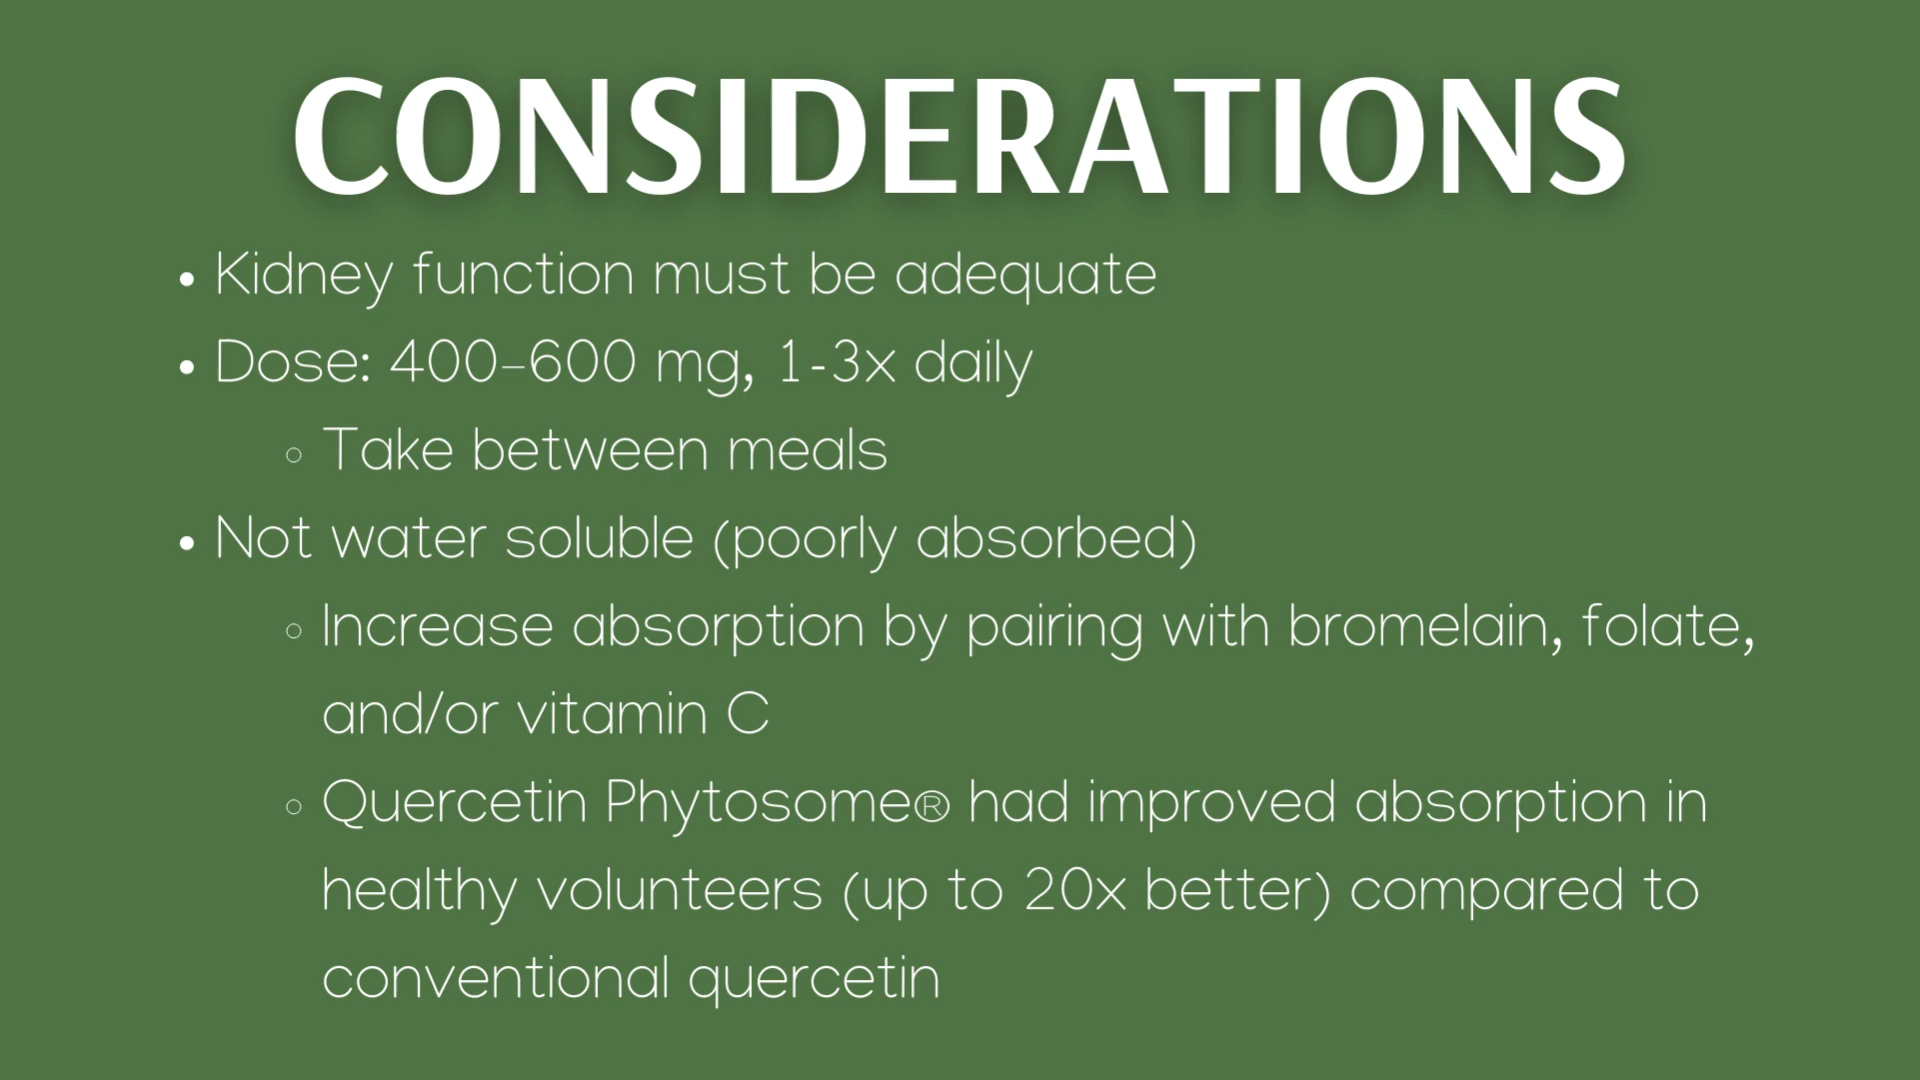 CONSIDERATIONS
• Kidney function must be adequate
• Dose: 400–600 mg, 1-3x daily
◦ Take between meals
• Not water soluble (poorly absorbed)
◦ Increase absorption by pairing with bromelain, folate,
and/or vitamin C
◦ Quercetin Phytosome® had improved absorption in
healthy volunteers (up to 20x better) compared to
conventional quercetin